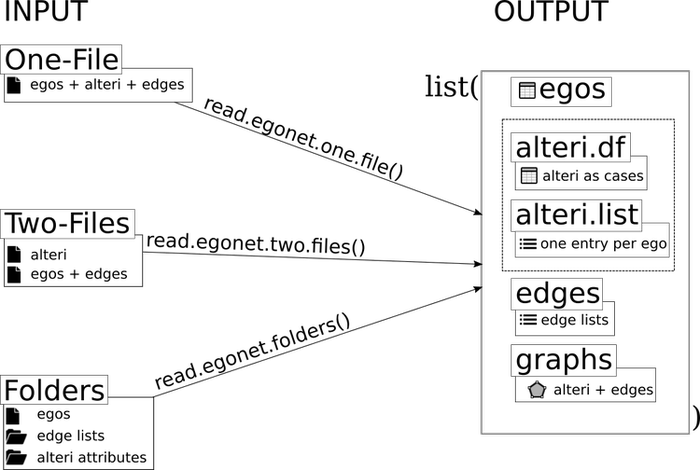 INPUT
OUTPUT
One-File
egos + alteri + edges
read.egonet.one.file()
Two-Files
alteri
egos + edges
read.egonet.two.files()
Folders
egos
edge lists
alteri attributes
read.egonet.folders()
list(
egos
alteri.df
alteri as cases
alteri.list
one entry per ego
edges
edge lists
graphs
alteri + edges
)